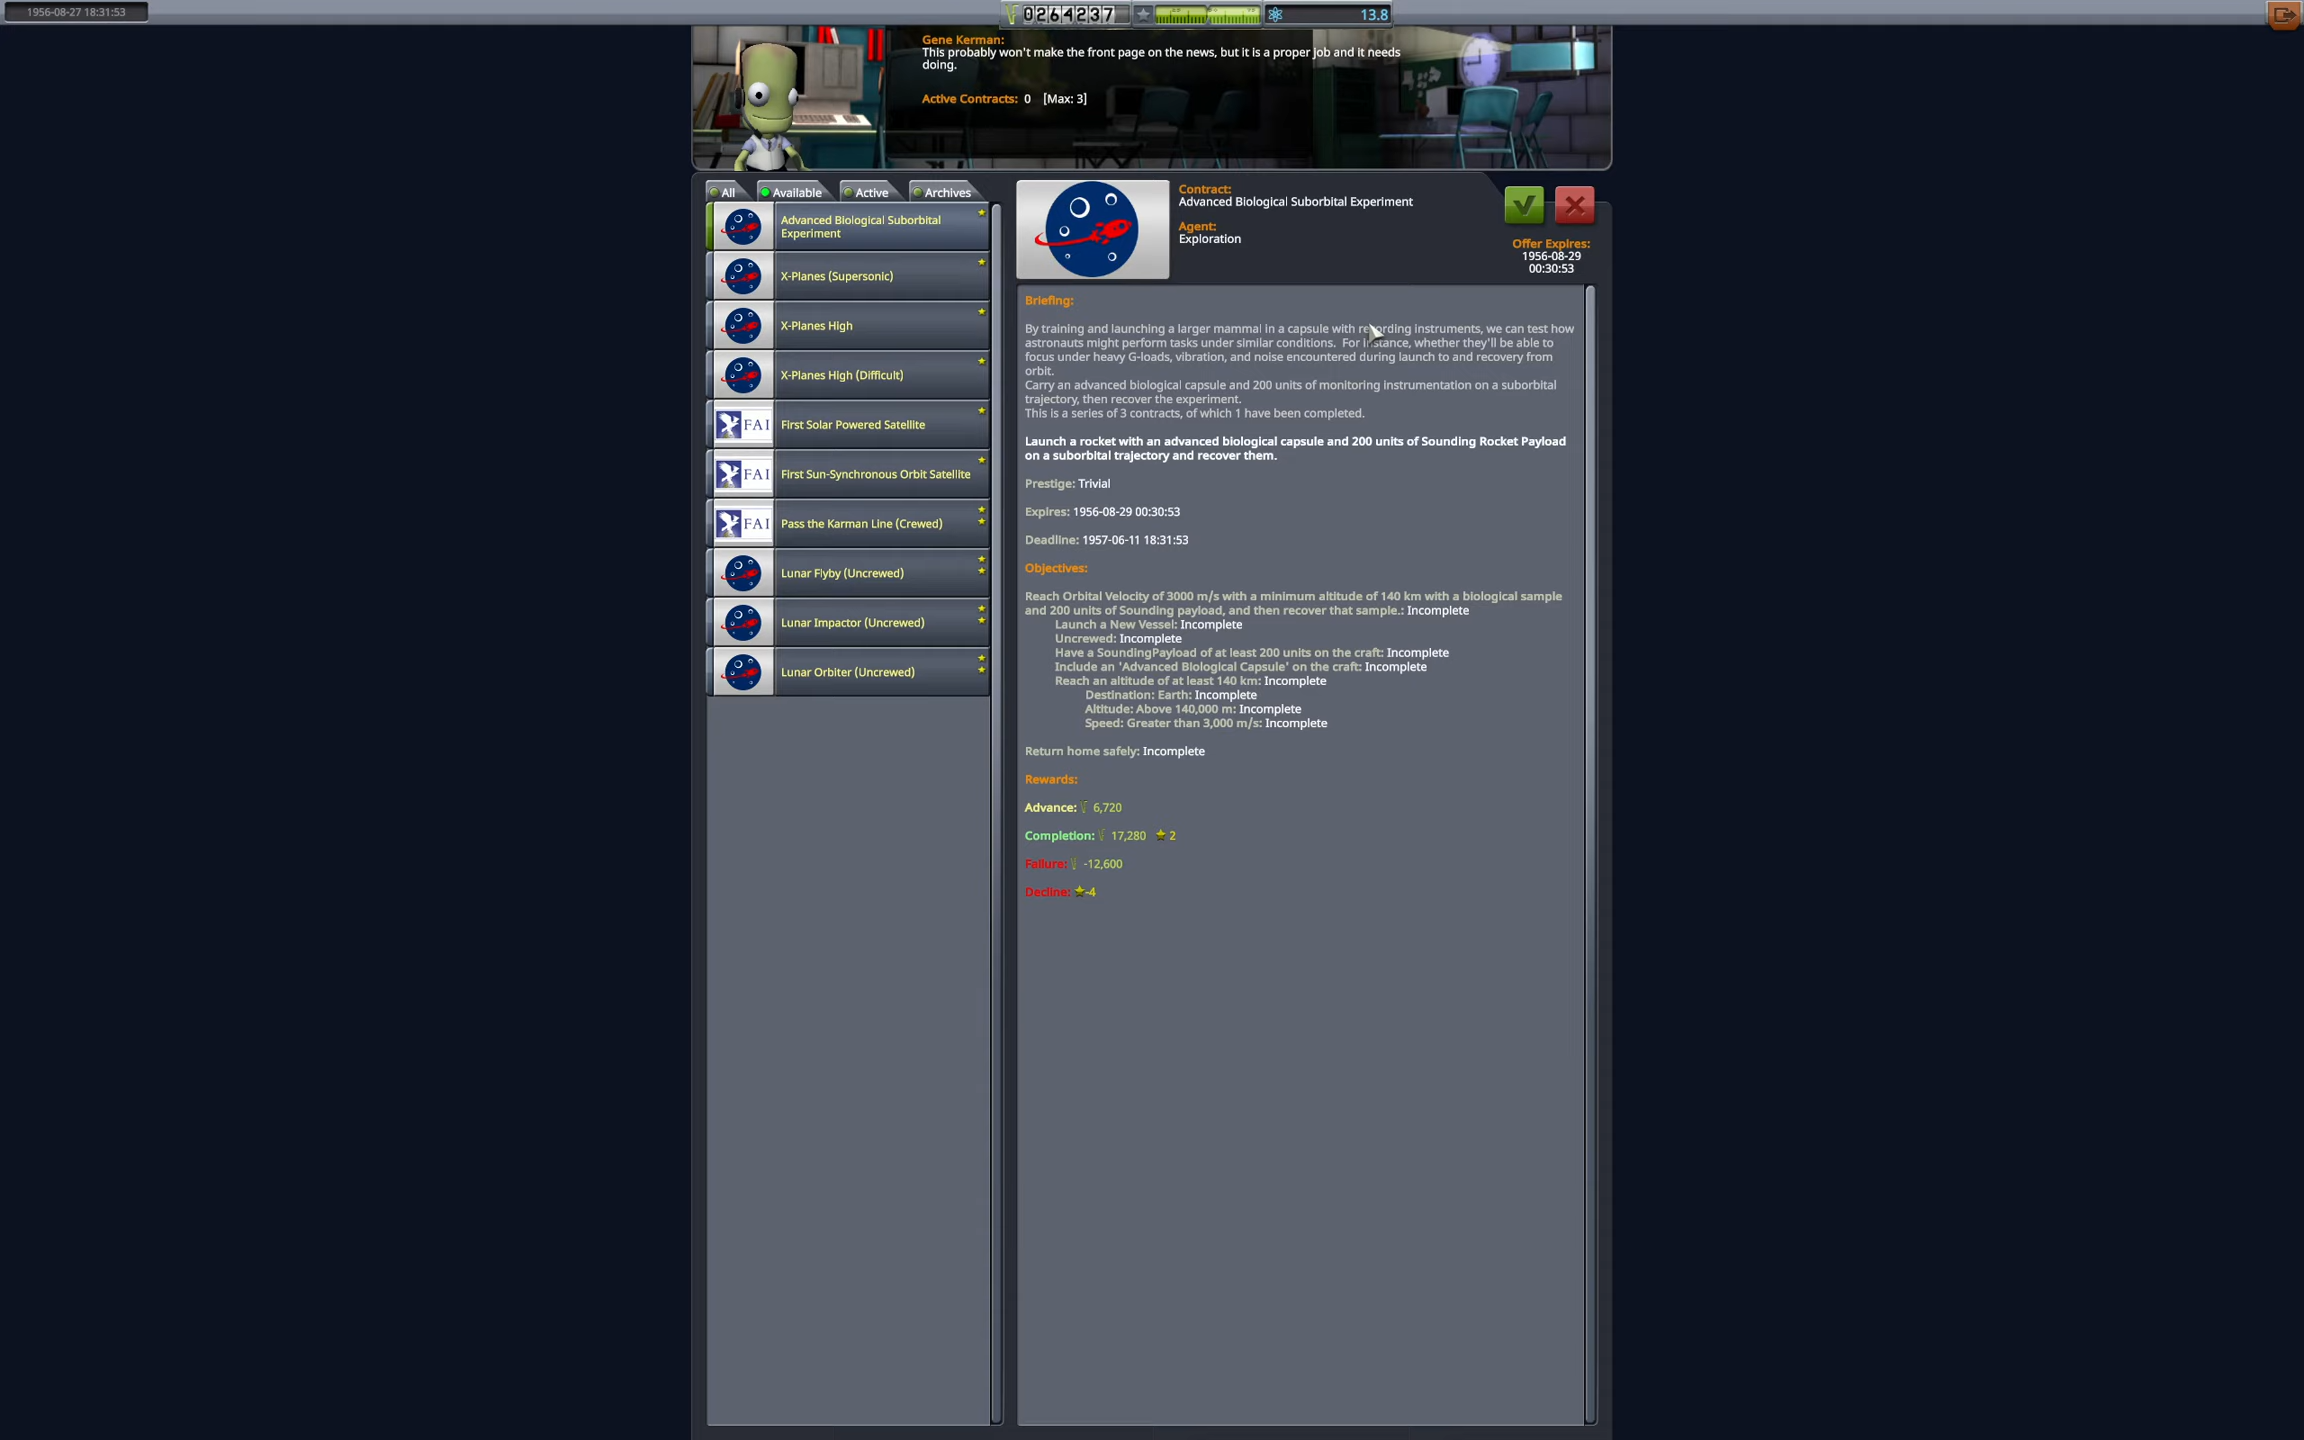 1956-08-27 18:31:53
0264237
13.8
Gene Kerman:
This probably won't make the front page on the news, but it is a proper job and it needs
doing.
Active Contracts: 0 [Max: 3]
All
Available
Active
Archives
Advanced Biological Suborbital
Experiment
X-Planes (Supersonic)
X-Planes High
X-Planes High (Difficult)
FAI
First Solar Powered Satellite
FAI
First Sun-Synchronous Orbit Satellite
FAI
Pass the Karman Line (Crewed)
Lunar Flyby (Uncrewed)
Lunar Impactor (Uncrewed)
Lunar Orbiter (Uncrewed)
Contract:
Advanced Biological Suborbital Experiment
Agent:
Exploration
Offer Expires:
1956-08-29
00:30:53
Briefing:
By training and launching a larger mammal in a capsule with recording instruments, we can test how
astronauts might perform tasks under similar conditions.  For instance, whether they'll be able to
focus under heavy G-loads, vibration, and noise encountered during launch to and recovery from
orbit.
Carry an advanced biological capsule and 200 units of monitoring instrumentation on a suborbital
trajectory, then recover the experiment.
This is a series of 3 contracts, of which 1 have been completed.
Launch a rocket with an advanced biological capsule and 200 units of Sounding Rocket Payload
on a suborbital trajectory and recover them.
Prestige: Trivial
Expires: 1956-08-29 00:30:53
Deadline: 1957-06-11 18:31:53
Objectives:
Reach Orbital Velocity of 3000 m/s with a minimum altitude of 140 km with a biological sample
and 200 units of Sounding payload, and then recover that sample.: Incomplete
Launch a New Vessel: Incomplete
Uncrewed: Incomplete
Have a SoundingPayload of at least 200 units on the craft: Incomplete
Include an 'Advanced Biological Capsule' on the craft: Incomplete
Reach an altitude of at least 140 km: Incomplete
Destination: Earth: Incomplete
Altitude: Above 140,000 m: Incomplete
Speed: Greater than 3,000 m/s: Incomplete
Return home safely: Incomplete
Rewards:
Advance: 6,720
Completion: 17,280 2
Failure: -12,600
Decline: -4